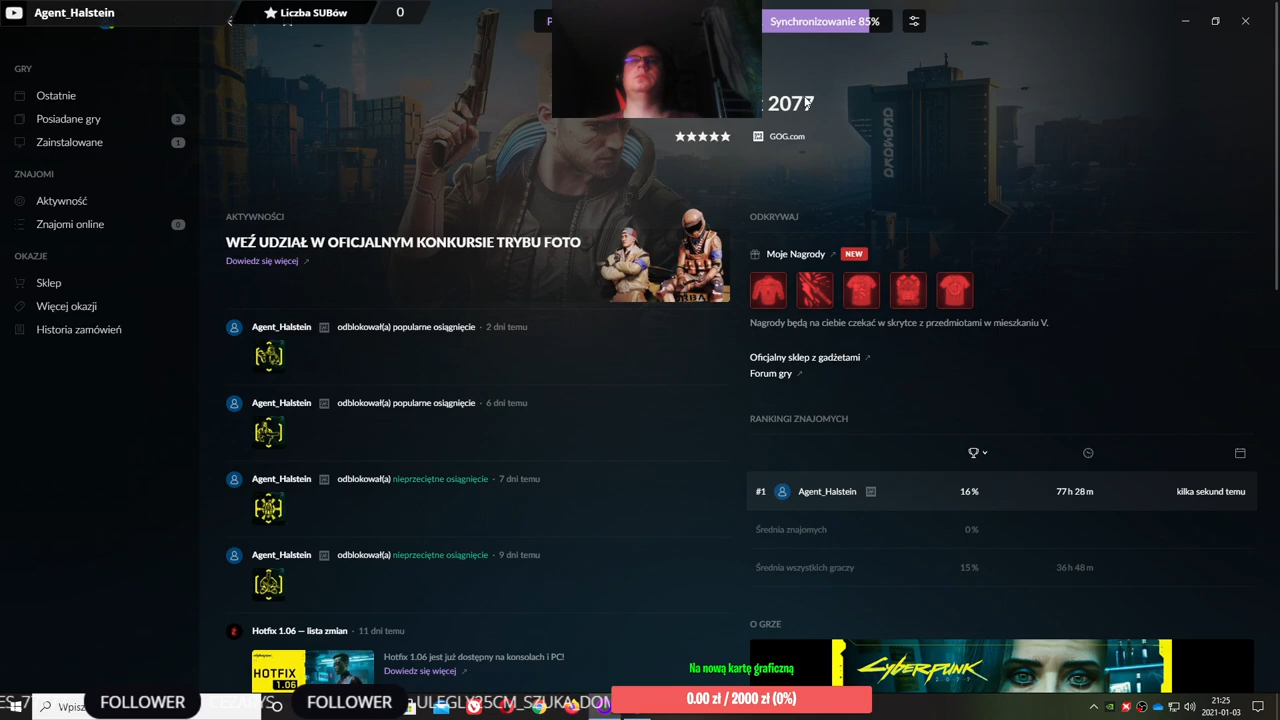 Agent_Halstein
Liczba SUBów 0
Synchronizowanie 85%
2077
GOG.com
GRY
Ostatnie
Posiadane gry 3
Zainstalowane 1
ZNAJOMI
Aktywność
Znajomi online 0
OKAZJE
Sklep
Więcej okazji
Historia zamówień
AKTYWNOŚCI
WEŹ UDZIAŁ W OFICJALNYM KONKURSIE TRYBU FOTO
Dowiedz się więcej
Agent_Halstein odblokował(a) popularne osiągnięcie · 2 dni temu
Agent_Halstein odblokował(a) popularne osiągnięcie · 6 dni temu
Agent_Halstein odblokował(a) nieprzeciętne osiągnięcie · 7 dni temu
Agent_Halstein odblokował(a) nieprzeciętne osiągnięcie · 9 dni temu
Hotfix 1.06 — lista zmian · 11 dni temu
HOTFIX
1.06
Hotfix 1.06 jest już dostępny na konsolach i PC!
Dowiedz się więcej
ODKRYWAJ
Moje Nagrody NEW
Nagrody będą na ciebie czekać w skrytce z przedmiotami w mieszkaniu V.
Oficjalny sklep z gadżetami
Forum gry
RANKINGI ZNAJOMYCH
#1 Agent_Halstein 16 % 77 h 28 m kilka sekund temu
Średnia znajomych 0 %
Średnia wszystkich graczy 15 % 36 h 48 m
O GRZE
CYBERPUNK
2077
Na nową kartę graficzną
0.00 zł / 2000 zł (0%)
FOLLOWER
FOLLOWER
ULEGLY25CM_SZUKA_DOM
21:25
2021-01-03